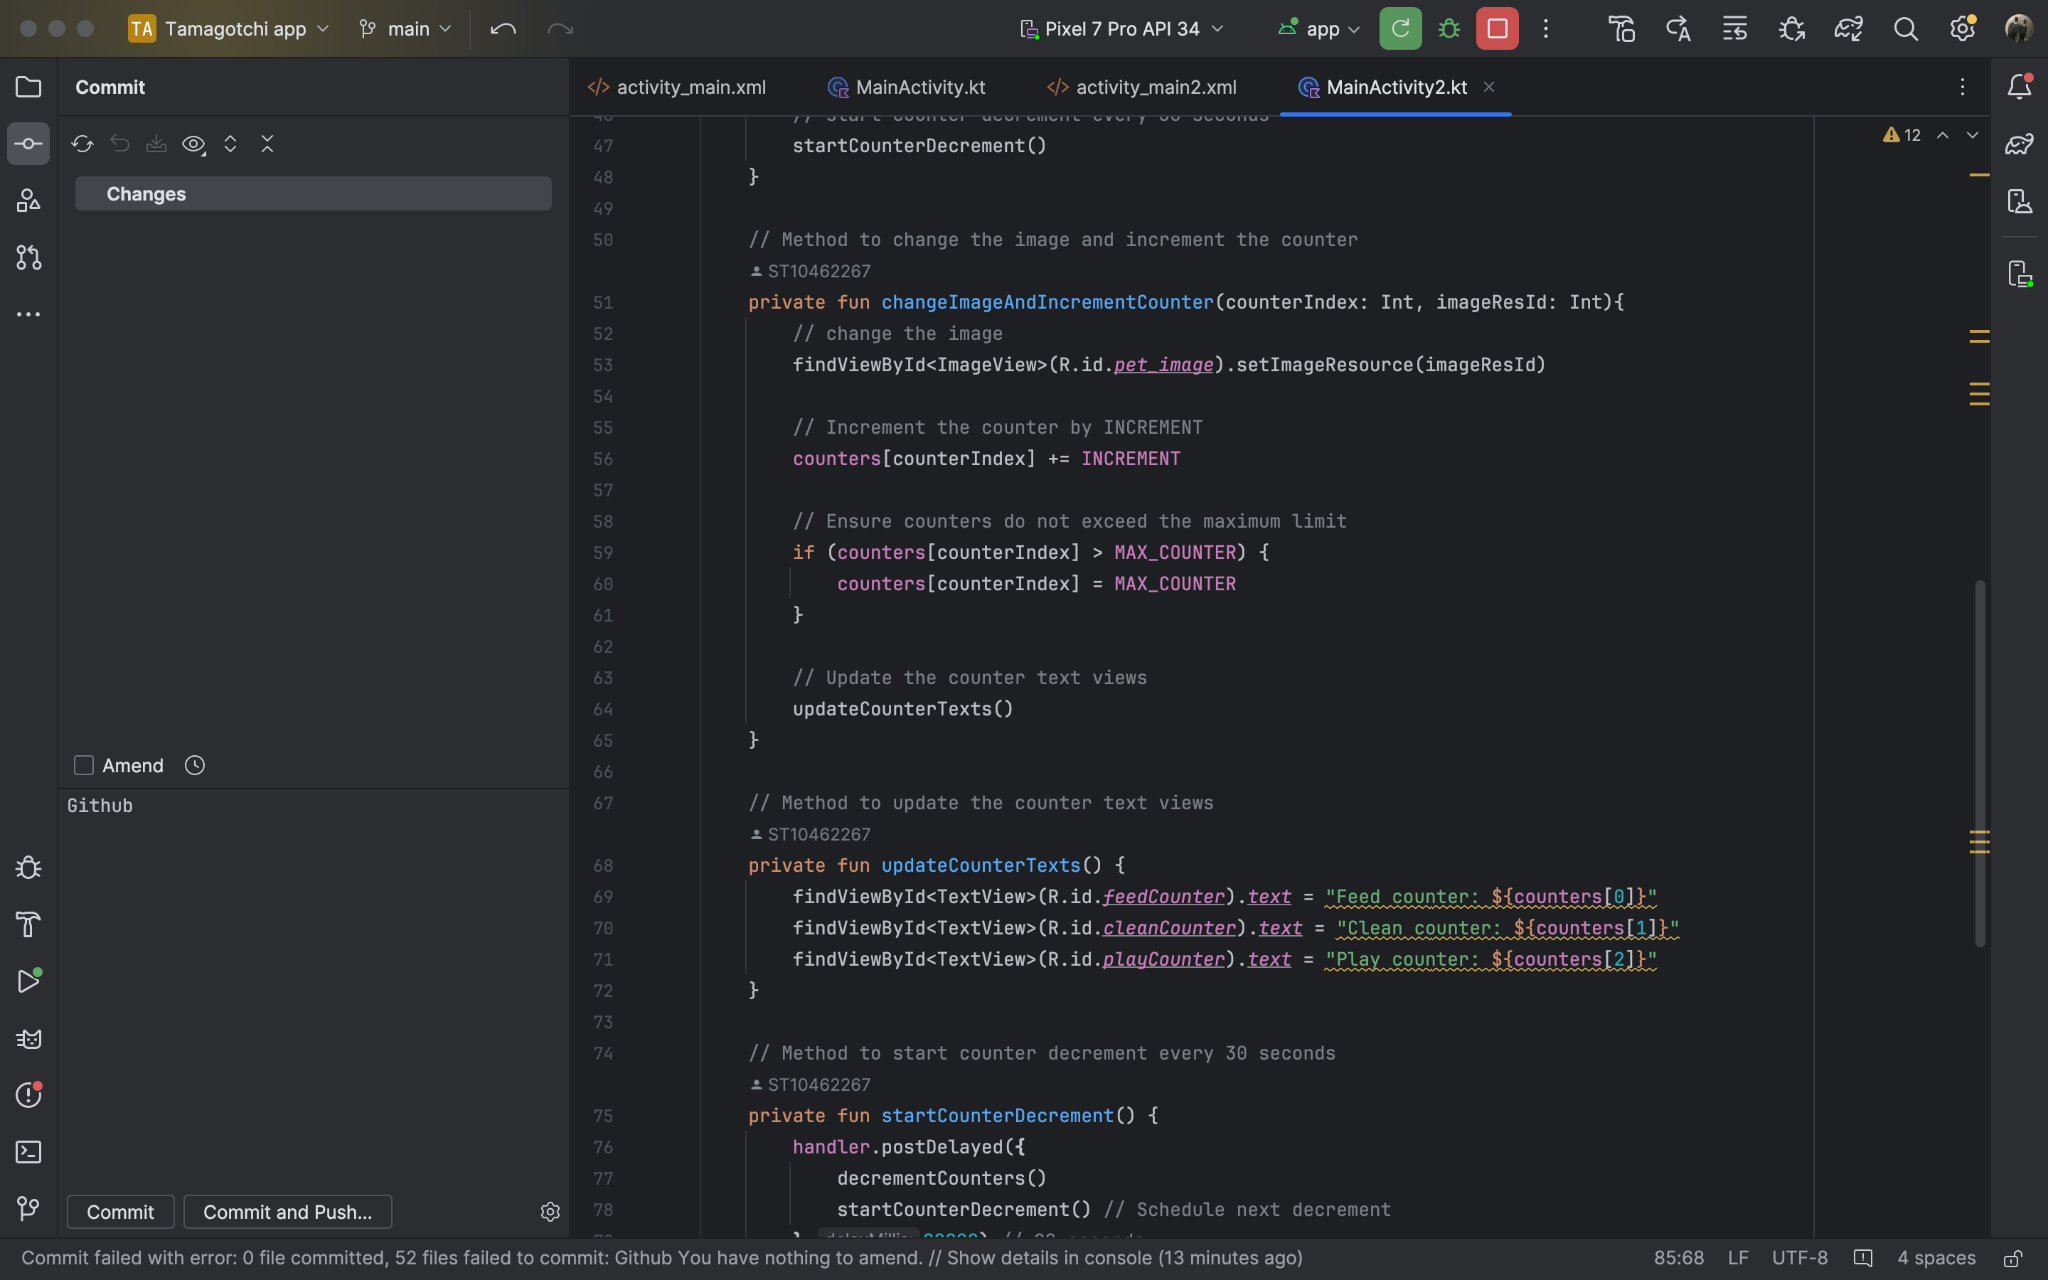 TA Tamagotchi app main Pixel 7 Pro API 34 app
Commit
activity_main.xml MainActivity.kt activity_main2.xml MainActivity2.kt
Changes
12
47 startCounterDecrement()
48 }
49
50 // Method to change the image and increment the counter
ST10462267
51 private fun changeImageAndIncrementCounter(counterIndex: Int, imageResId: Int){
52 // change the image
53 findViewById<ImageView>(R.id.pet_image).setImageResource(imageResId)
54
55 // Increment the counter by INCREMENT
56 counters[counterIndex] += INCREMENT
57
58 // Ensure counters do not exceed the maximum limit
59 if (counters[counterIndex] > MAX_COUNTER) {
60 counters[counterIndex] = MAX_COUNTER
61 }
62
63 // Update the counter text views
64 updateCounterTexts()
65 }
66
67 // Method to update the counter text views
ST10462267
68 private fun updateCounterTexts() {
69 findViewById<TextView>(R.id.feedCounter).text = "Feed counter: ${counters[0]}"
70 findViewById<TextView>(R.id.cleanCounter).text = "Clean counter: ${counters[1]}"
71 findViewById<TextView>(R.id.playCounter).text = "Play counter: ${counters[2]}"
72 }
73
74 // Method to start counter decrement every 30 seconds
ST10462267
75 private fun startCounterDecrement() {
76 handler.postDelayed({
77 decrementCounters()
78 startCounterDecrement() // Schedule next decrement
Amend
Github
Commit Commit and Push...
Commit failed with error: 0 file committed, 52 files failed to commit: Github You have nothing to amend. // Show details in console (13 minutes ago) 85:68 LF UTF-8 4 spaces